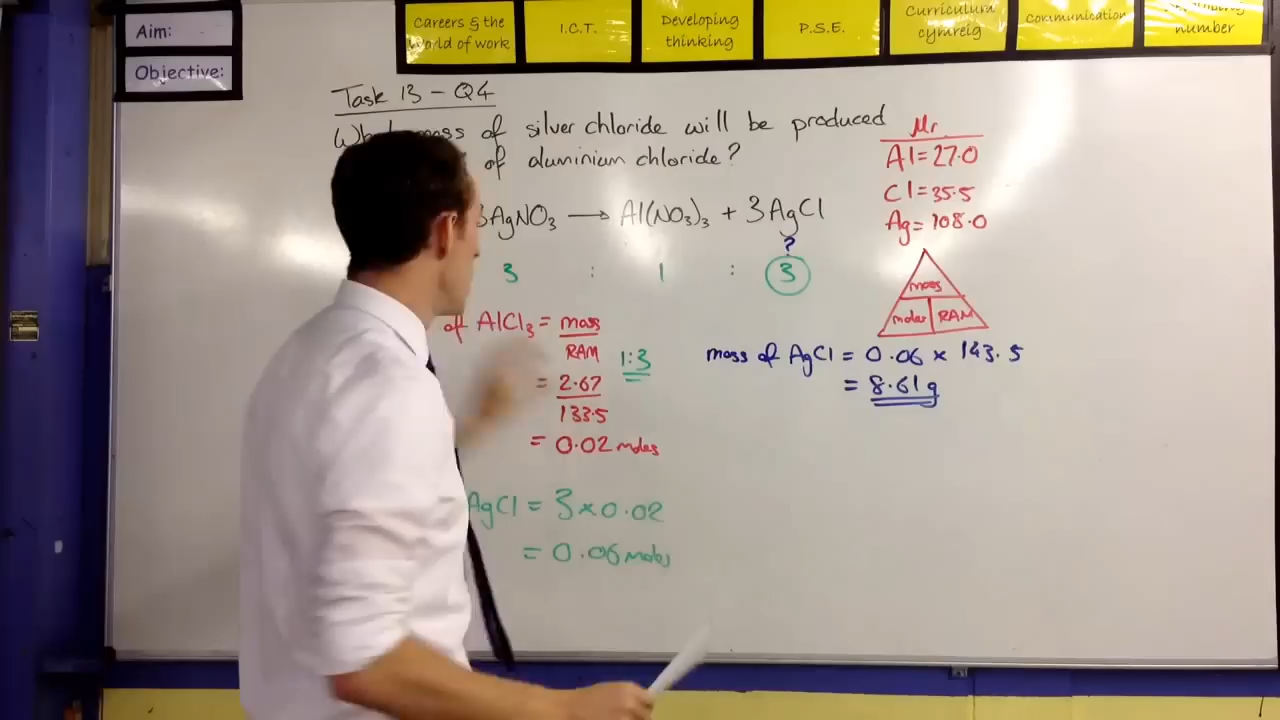 Aim:
Objective:
Careers & the
world of work
I.C.T.
Developing
thinking
P.S.E.
Curriculum
cymreig
Communication
number
Task 13 - Q4
mass of silver chloride will be produced
of aluminium chloride?
3AgNO3 → Al(NO3)3 + 3AgCl
?
3 : 1 : 3
Mr
Al=27.0
Cl=35.5
Ag=108.0
mass
moles RAM
of AlCl3 = mass
RAM
1:3
= 2.67
133.5
= 0.02 moles
AgCl = 3×0.02
= 0.06 moles
mass of AgCl = 0.06 × 143.5
= 8.61g